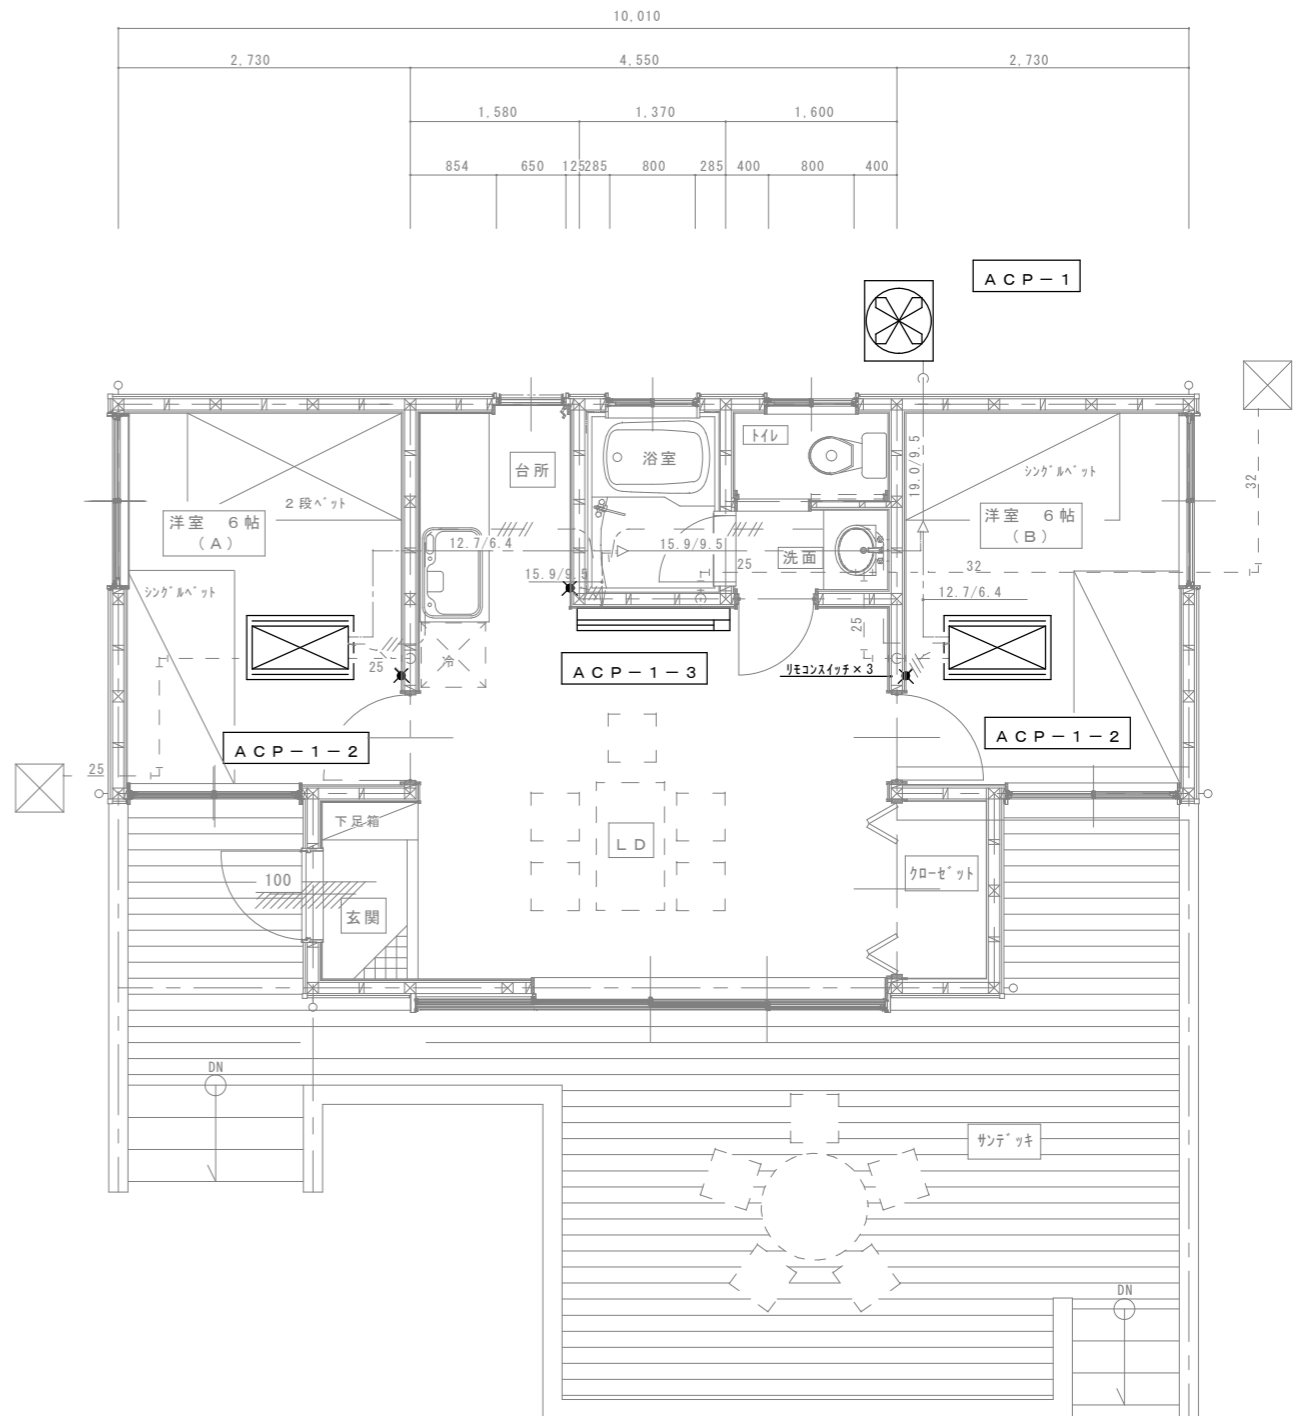 10,010
2,730
4,550
2,730
1,580
1,370
1,600
854
650
125
285
800
285
400
800
400
ACP－1
トイレ
浴室
台所
19.0/9.5
シングルベット
32
2段ベット
洋室 6帖
(A)
洋室 6帖
(B)
12.7/6.4
15.9/9.5
洗面
25
32
15.9/9.5
シングルベット
12.7/6.4
25
冷
25
ACP－1－3
リモコンスイッチ×3
ACP－1－2
ACP－1－2
25
下足箱
LD
100
クローゼット
玄関
DN
サンデッキ
DN